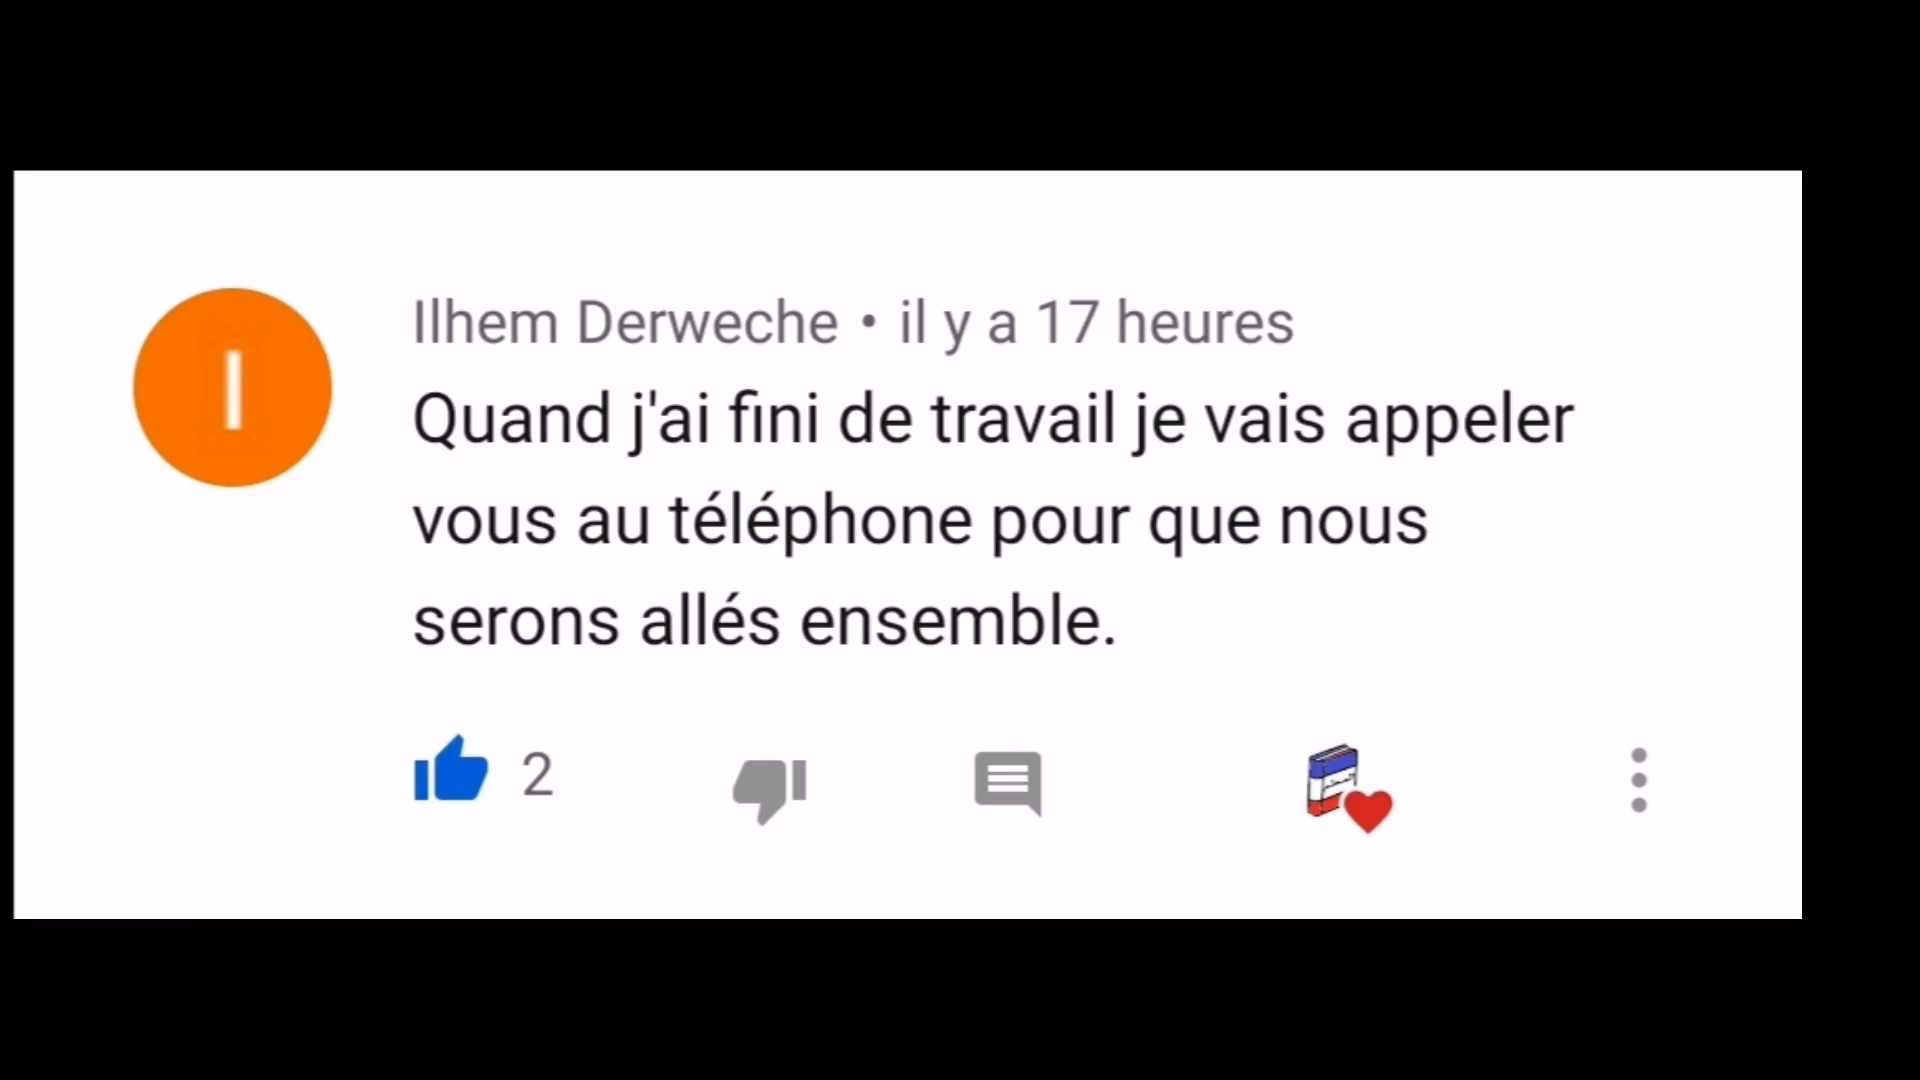 I
Ilhem Derweche • il y a 17 heures
Quand j'ai fini de travail je vais appeler
vous au téléphone pour que nous
serons allés ensemble.
2